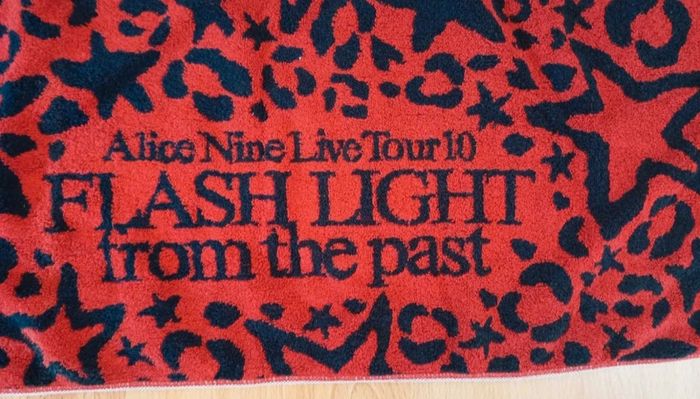 Alice Nine Live Tour 10
FLASH LIGHT
from the past